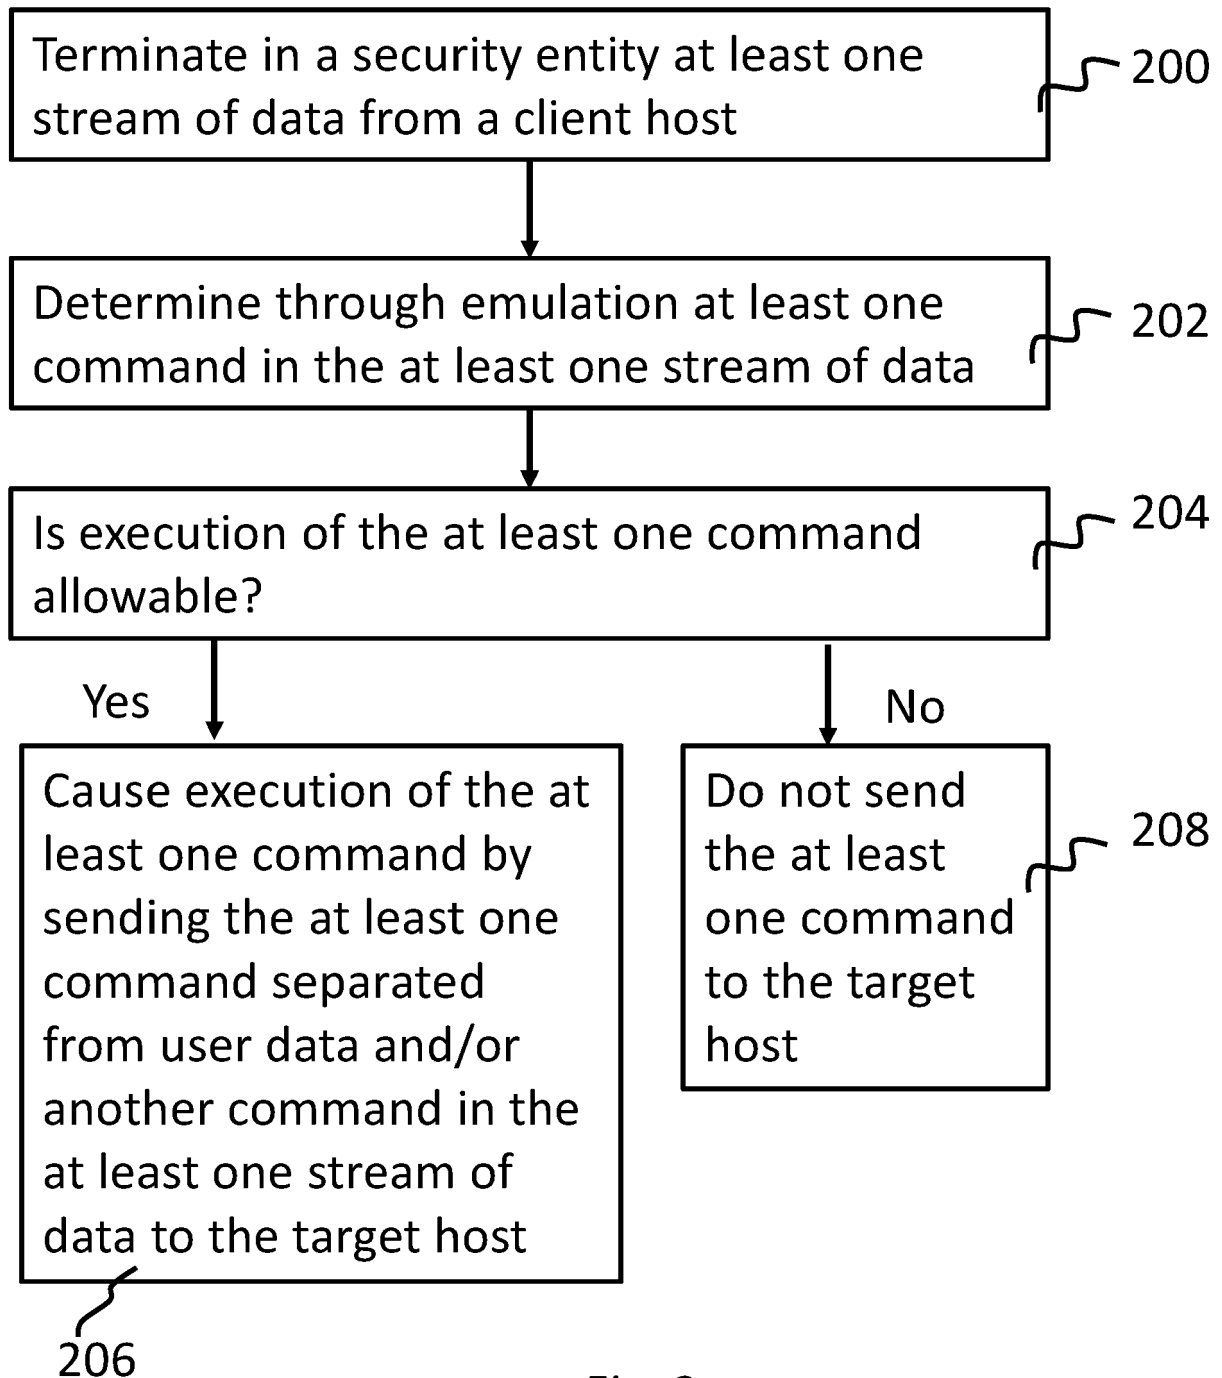 Terminate in a security entity at least one
stream of data from a client host
200
Determine through emulation at least one
command in the at least one stream of data
202
Is execution of the at least one command
allowable?
204
Yes
No
Cause execution of the at
least one command by
sending the at least one
command separated
from user data and/or
another command in the
at least one stream of
data to the target host
206
Do not send
the at least
one command
to the target
host
208